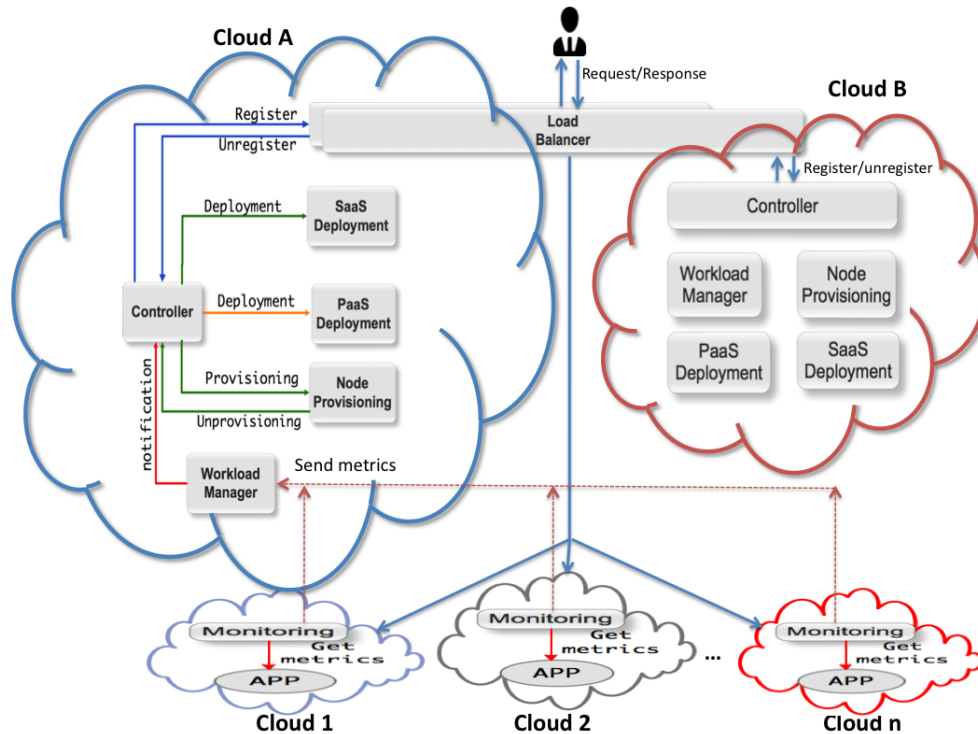 Cloud A
Request/Response
Cloud B
Register
Unregister
Load
Balancer
Register/unregister
Controller
Deployment
SaaS
Deployment
Workload
Manager
Node
Provisioning
Controller
Deployment
PaaS
Deployment
PaaS
Deployment
SaaS
Deployment
Provisioning
Unprovisioning
Node
Provisioning
notification
Workload
Manager
Send metrics
Monitoring
Get
metrics
APP
Cloud 1
Monitoring
Get
metrics
APP
Cloud 2
...
Monitoring
Get
metrics
APP
Cloud n